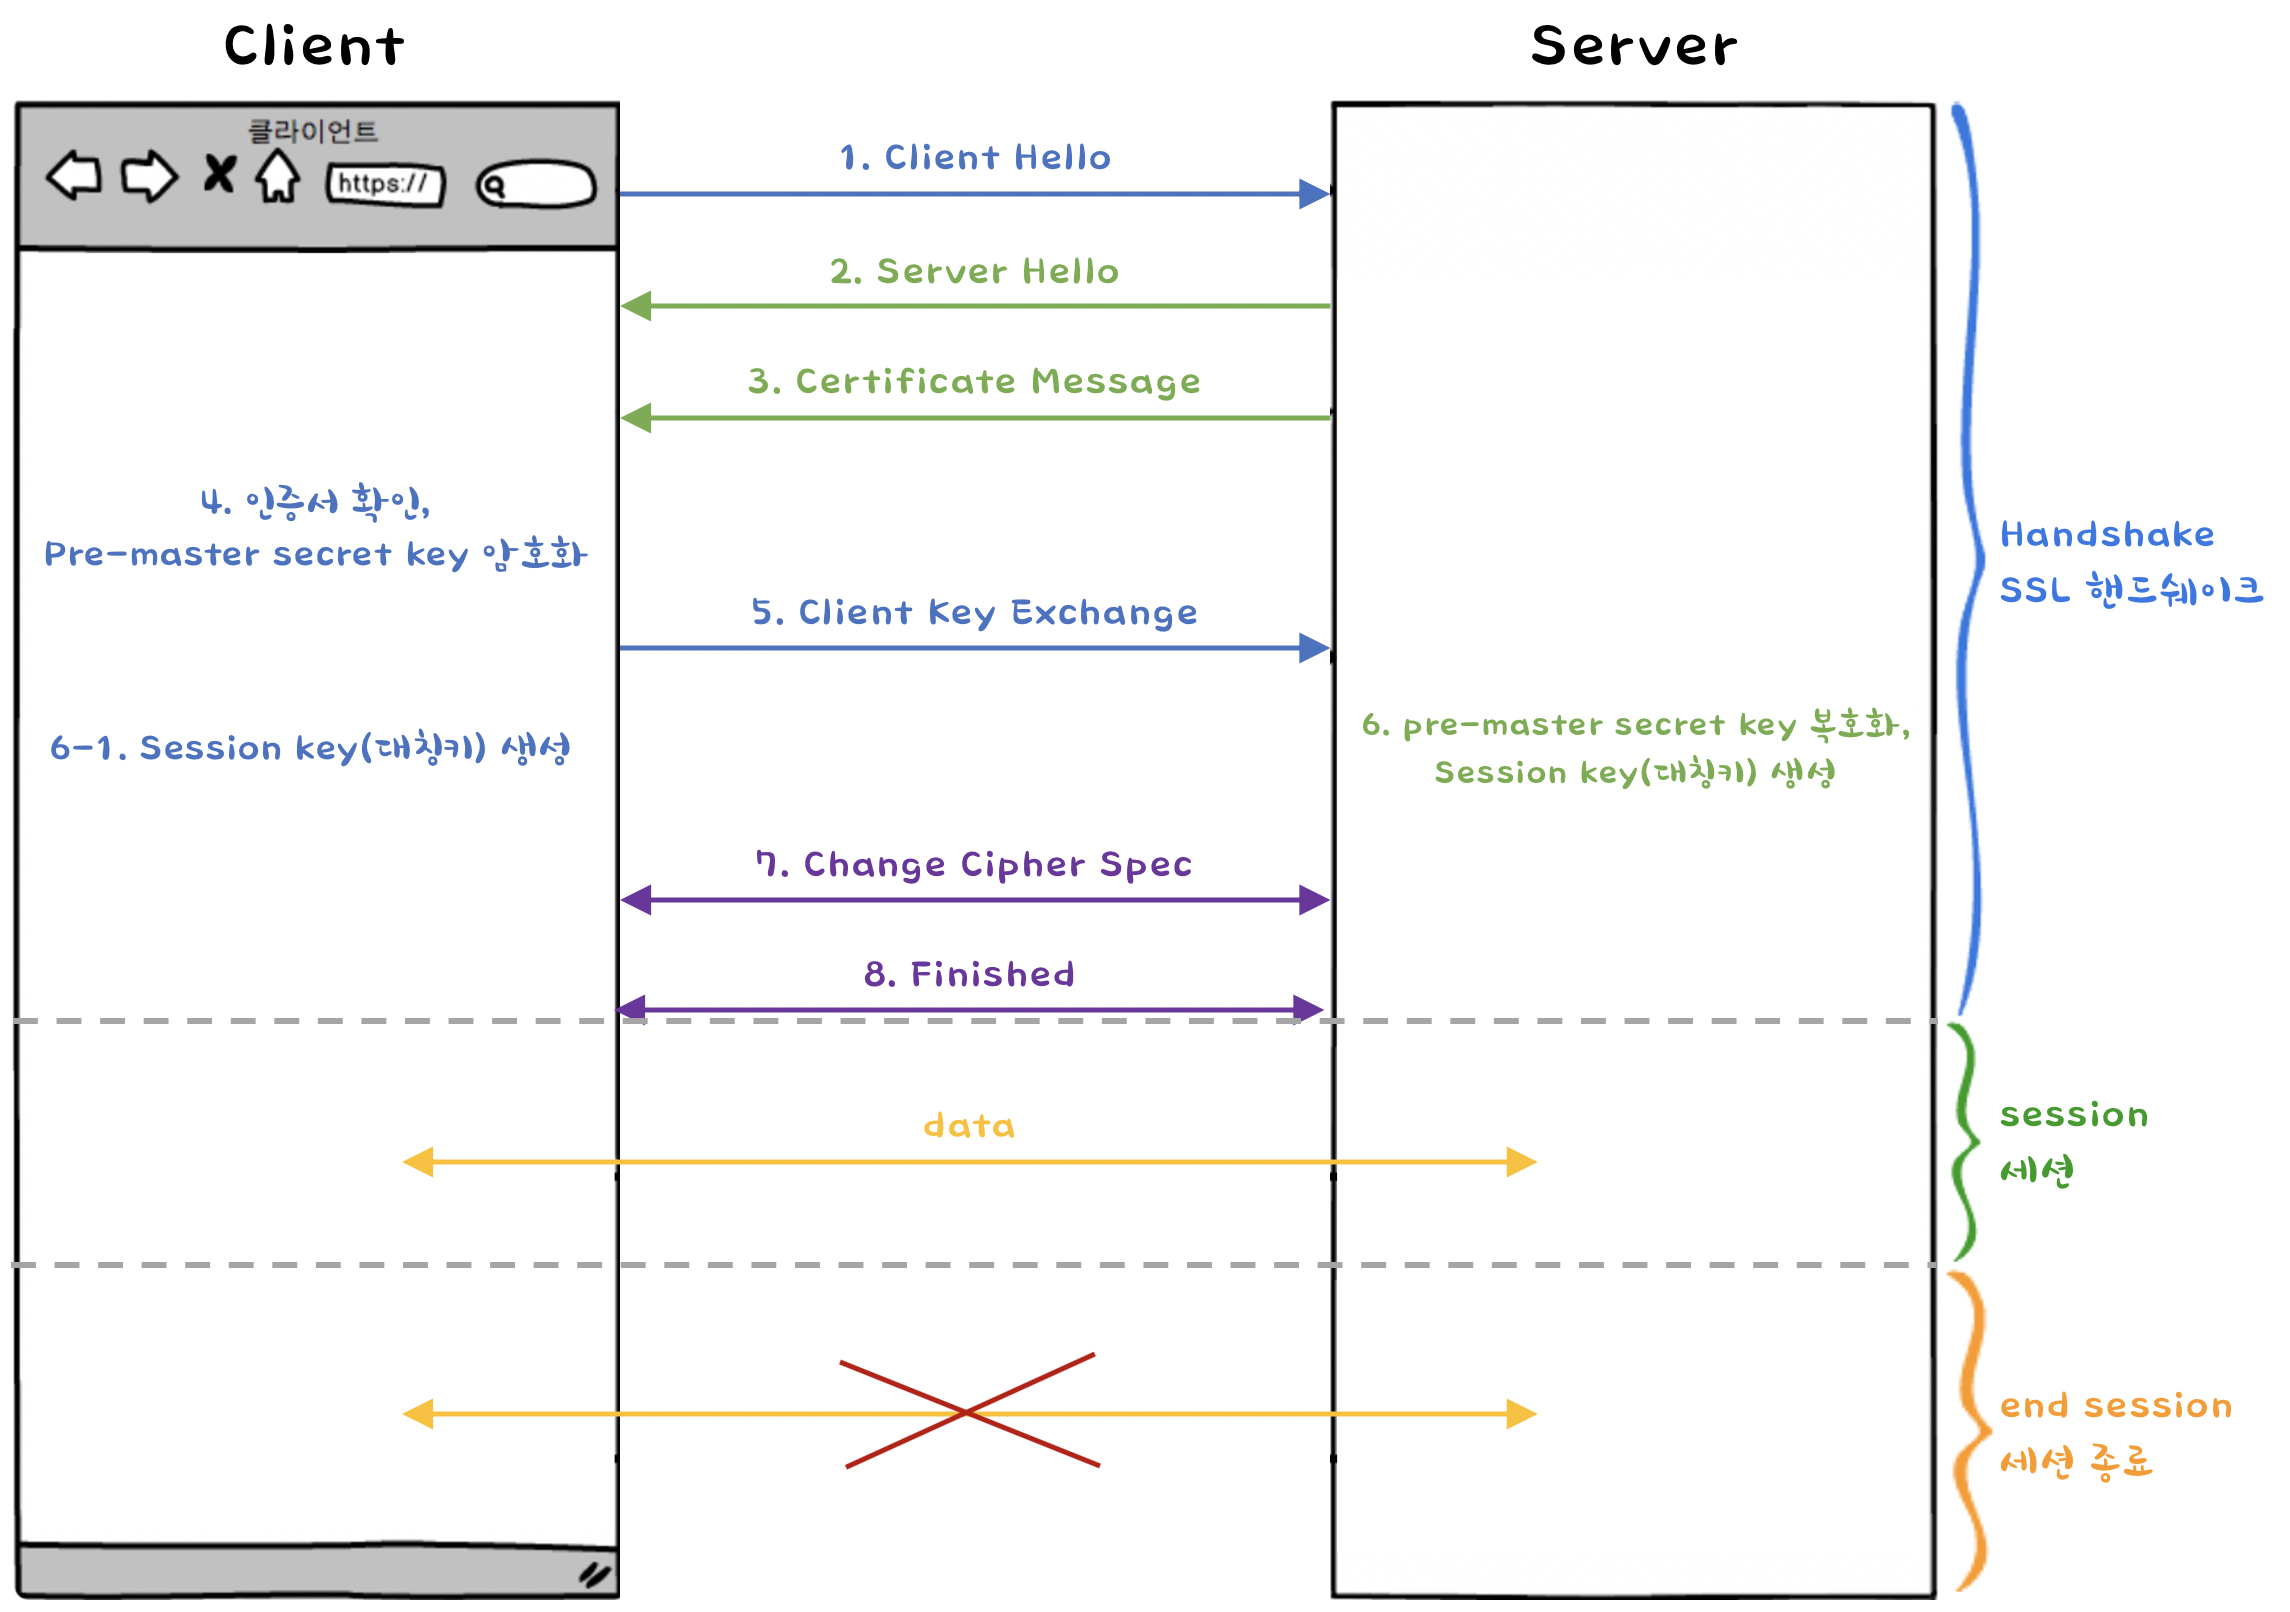 Client
Server
클라이언트
https://
1. Client Hello
2. Server Hello
3. Certificate Message
4. 인증서 확인,
Pre-master secret key 암호화
Handshake
SSL 핸드쉐이크
5. Client Key Exchange
6. pre-master secret key 복호화,
Session key(대칭키) 생성
6-1. Session key(대칭키) 생성
7. Change Cipher Spec
8. Finished
data
session
세션
end session
세션 종료